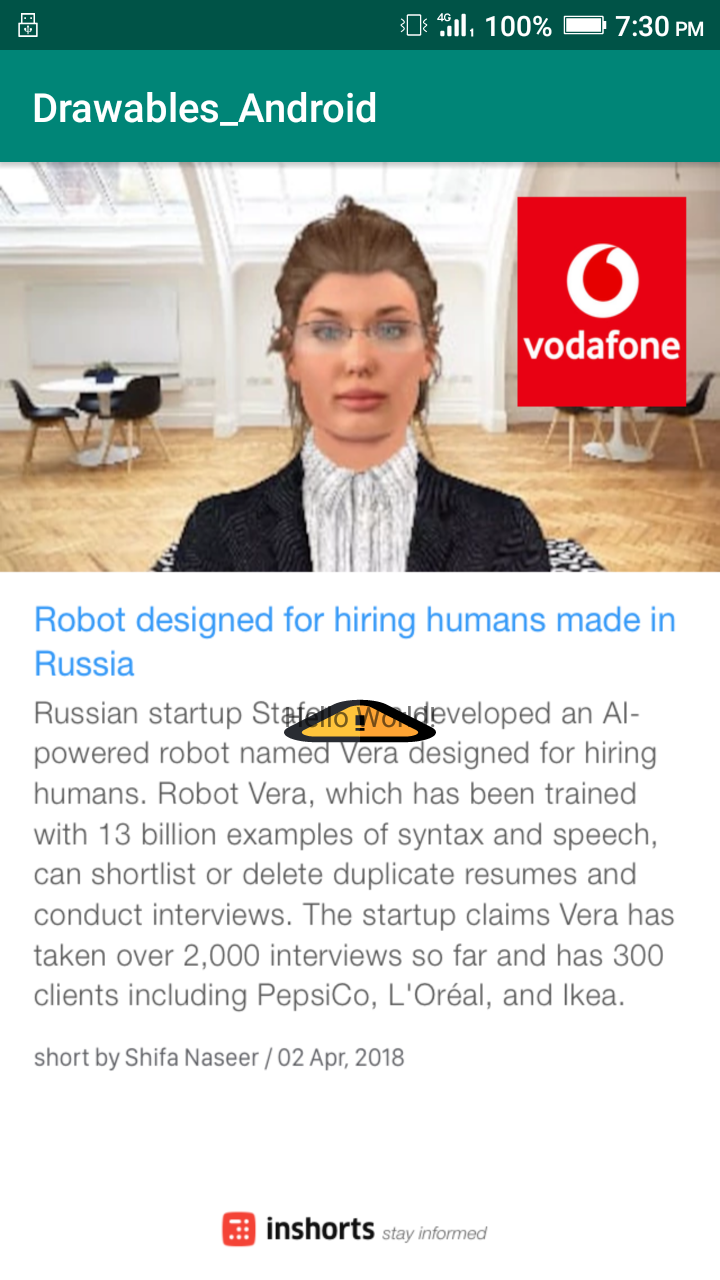 4G 1 100% 7:30 PM
Drawables_Android
vodafone
Robot designed for hiring humans made in
Russia
Russian startup developed an AI-
Hello World!
powered robot named Vera designed for hiring
humans. Robot Vera, which has been trained
with 13 billion examples of syntax and speech,
can shortlist or delete duplicate resumes and
conduct interviews. The startup claims Vera has
taken over 2,000 interviews so far and has 300
clients including PepsiCo, L'Oréal, and Ikea.
short by Shifa Naseer / 02 Apr, 2018
inshorts stay informed